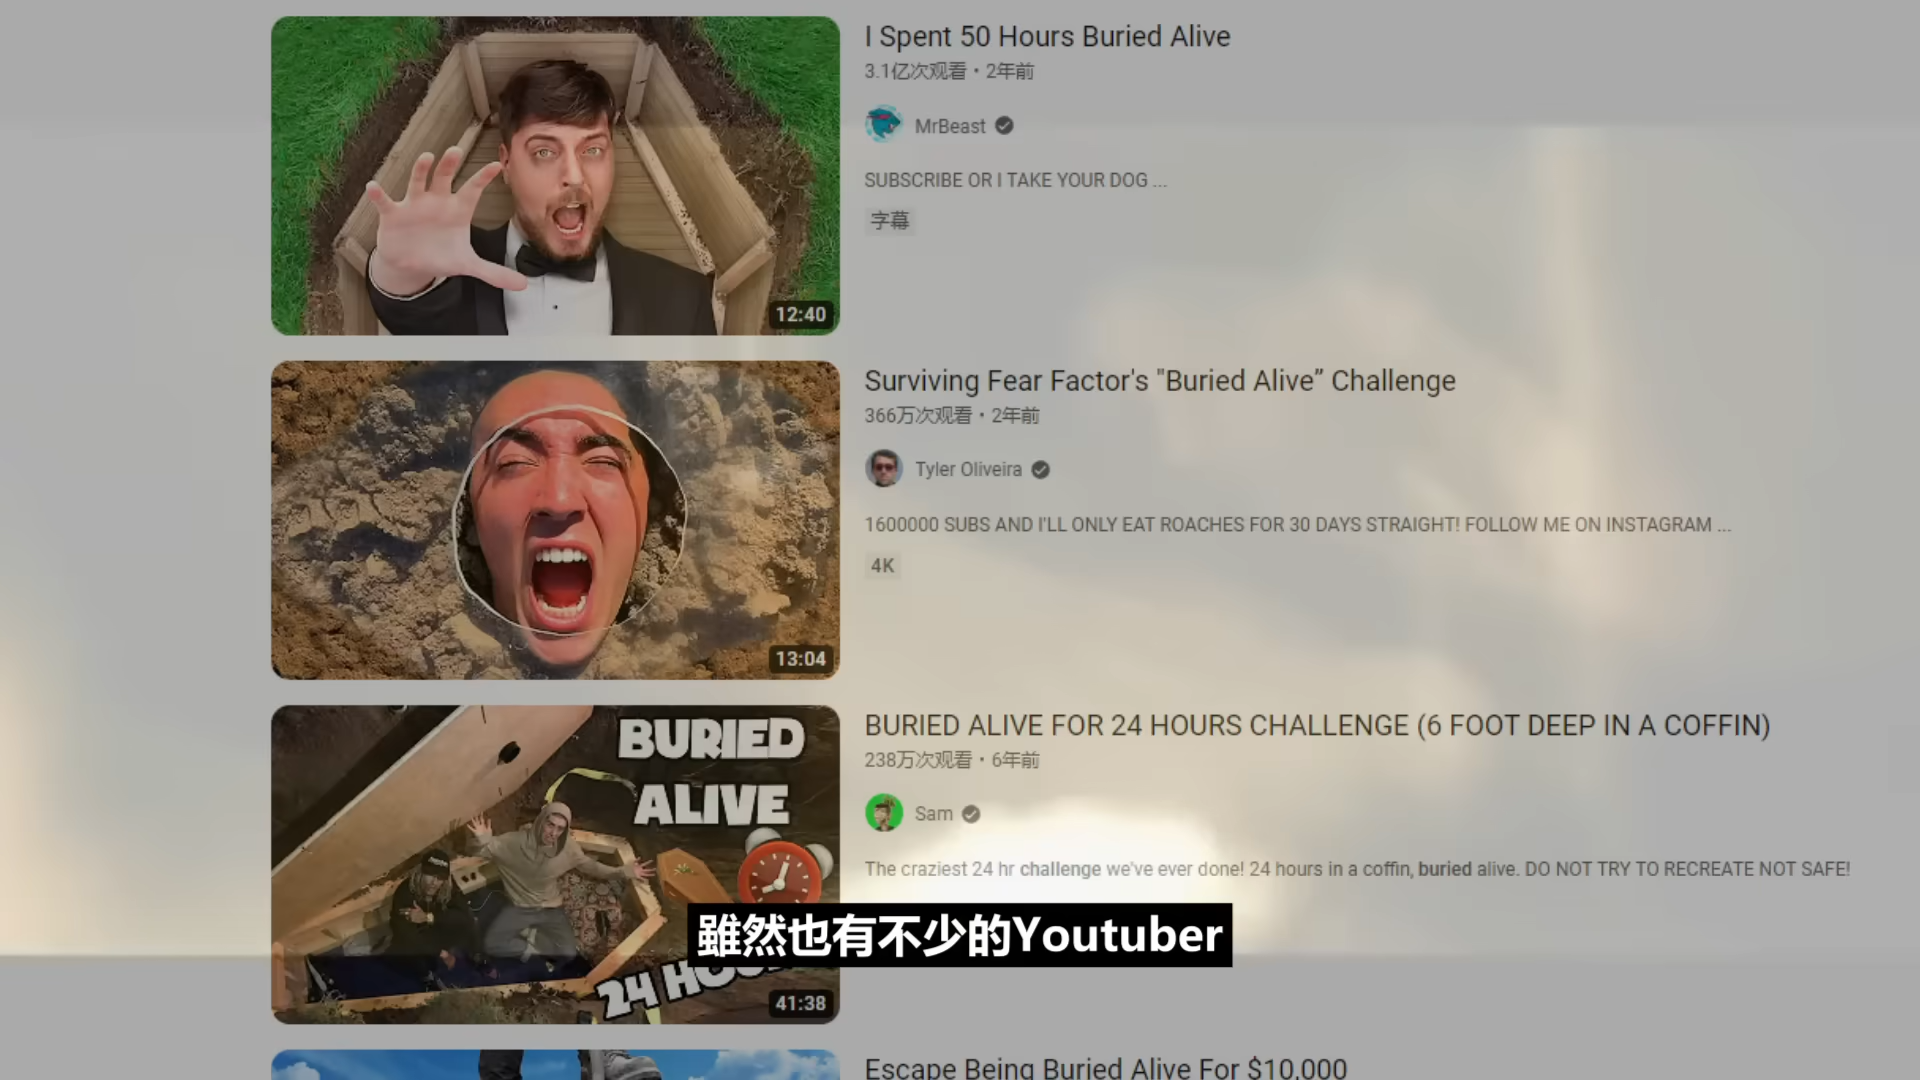 I Spent 50 Hours Buried Alive
3.1亿次观看・2年前
MrBeast
SUBSCRIBE OR I TAKE YOUR DOG ...
字幕
12:40
Surviving Fear Factor's "Buried Alive” Challenge
366万次观看・2年前
Tyler Oliveira
1600000 SUBS AND I'LL ONLY EAT ROACHES FOR 30 DAYS STRAIGHT! FOLLOW ME ON INSTAGRAM ...
4K
13:04
BURIED
ALIVE
24 HOU
41:38
BURIED ALIVE FOR 24 HOURS CHALLENGE (6 FOOT DEEP IN A COFFIN)
238万次观看・6年前
Sam
The craziest 24 hr challenge we've ever done! 24 hours in a coffin, buried alive. DO NOT TRY TO RECREATE NOT SAFE!
雖然也有不少的Youtuber
Escape Being Buried Alive For $10,000